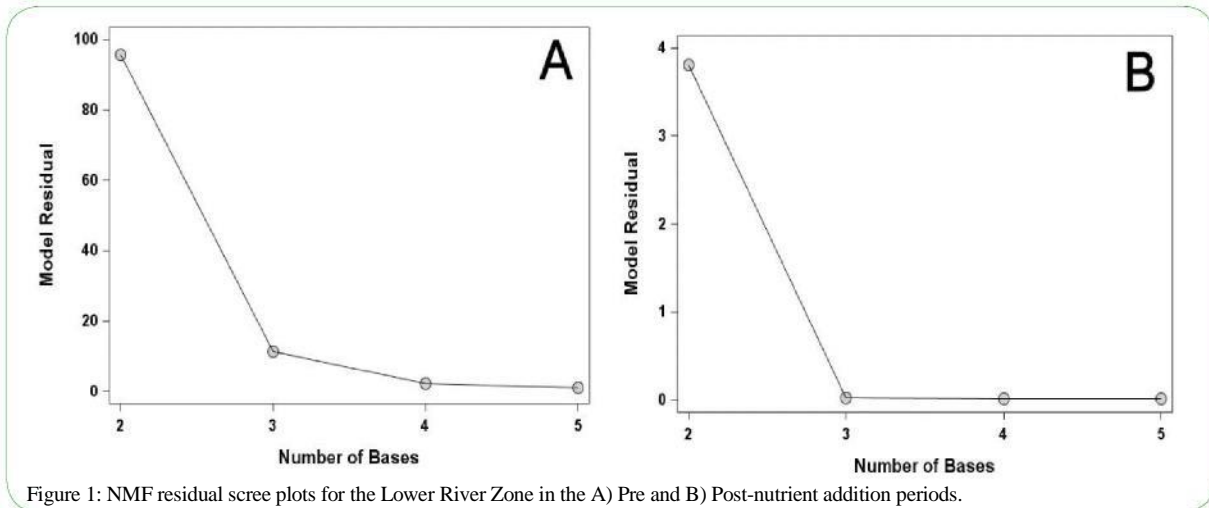 A
100
80
60
40
20
0
Model Residual
2 3 4 5
Number of Bases
B
4
3
2
1
0
Model Residual
2 3 4 5
Number of Bases
Figure 1: NMF residual scree plots for the Lower River Zone in the A) Pre and B) Post-nutrient addition periods.